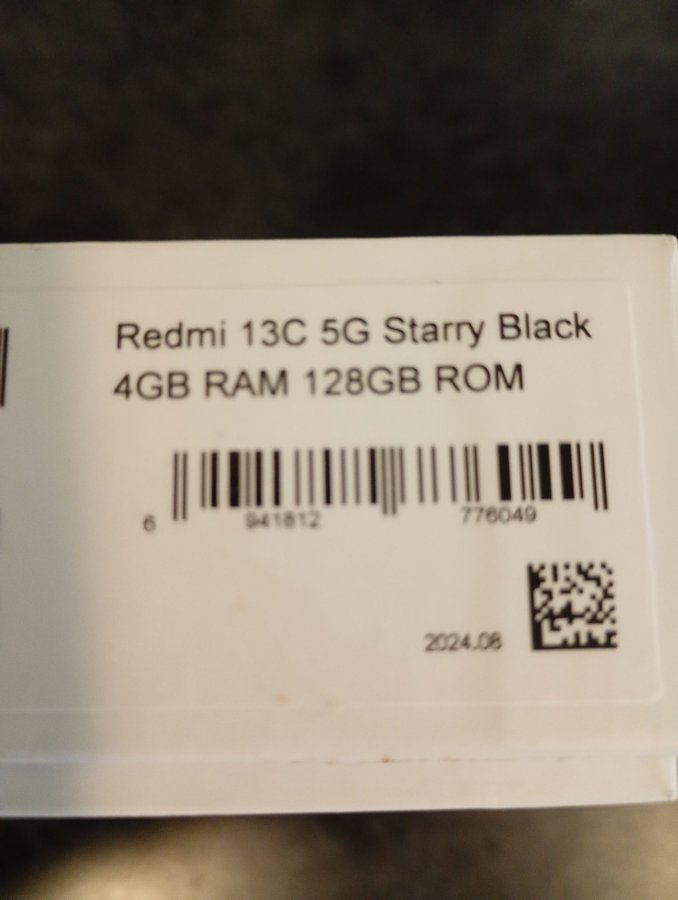 Redmi 13C 5G Starry Black
4GB RAM 128GB ROM
6 941812 776049
2024.08